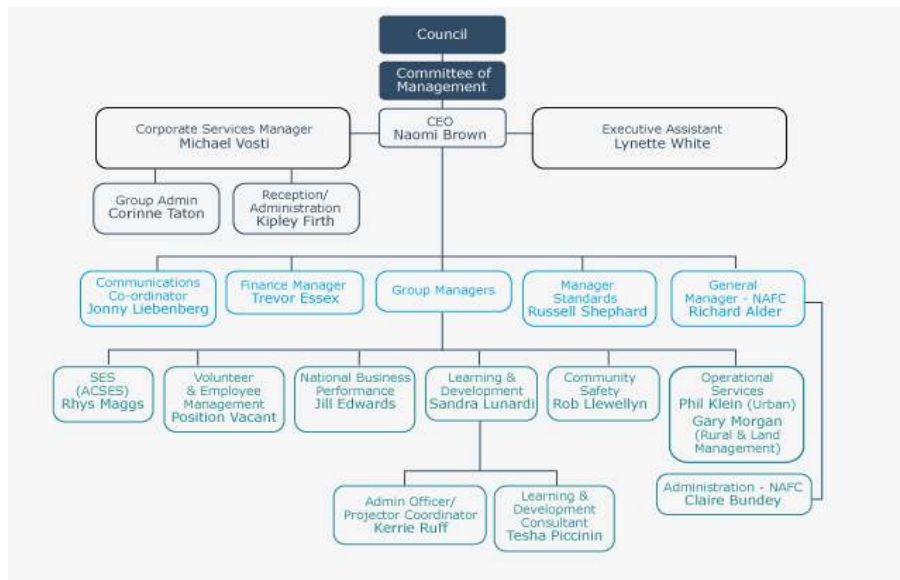 Council
Committee of
Management
CEO
Naomi Brown
Corporate Services Manager
Michael Vosti
Executive Assistant
Lynette White
Group Admin
Corinne Taton
Reception/
Administration
Kipley Firth
Communications
Co-ordinator
Jonny Liebenberg
Finance Manager
Trevor Essex
Group Managers
Manager
Standards
Russell Shephard
General
Manager - NAFC
Richard Alder
SES
(ACSES)
Rhys Maggs
Volunteer
& Employee
Management
Position Vacant
National Business
Performance
Jill Edwards
Learning &
Development
Sandra Lunardi
Community
Safety
Rob Llewellyn
Operational
Services
Phil Klein (Urban)
Gary Morgan
(Rural & Land
Management)
Administration - NAFC
Claire Bundey
Admin Officer/
Projector Coordinator
Kerrie Ruff
Learning &
Development
Consultant
Tesha Piccinin